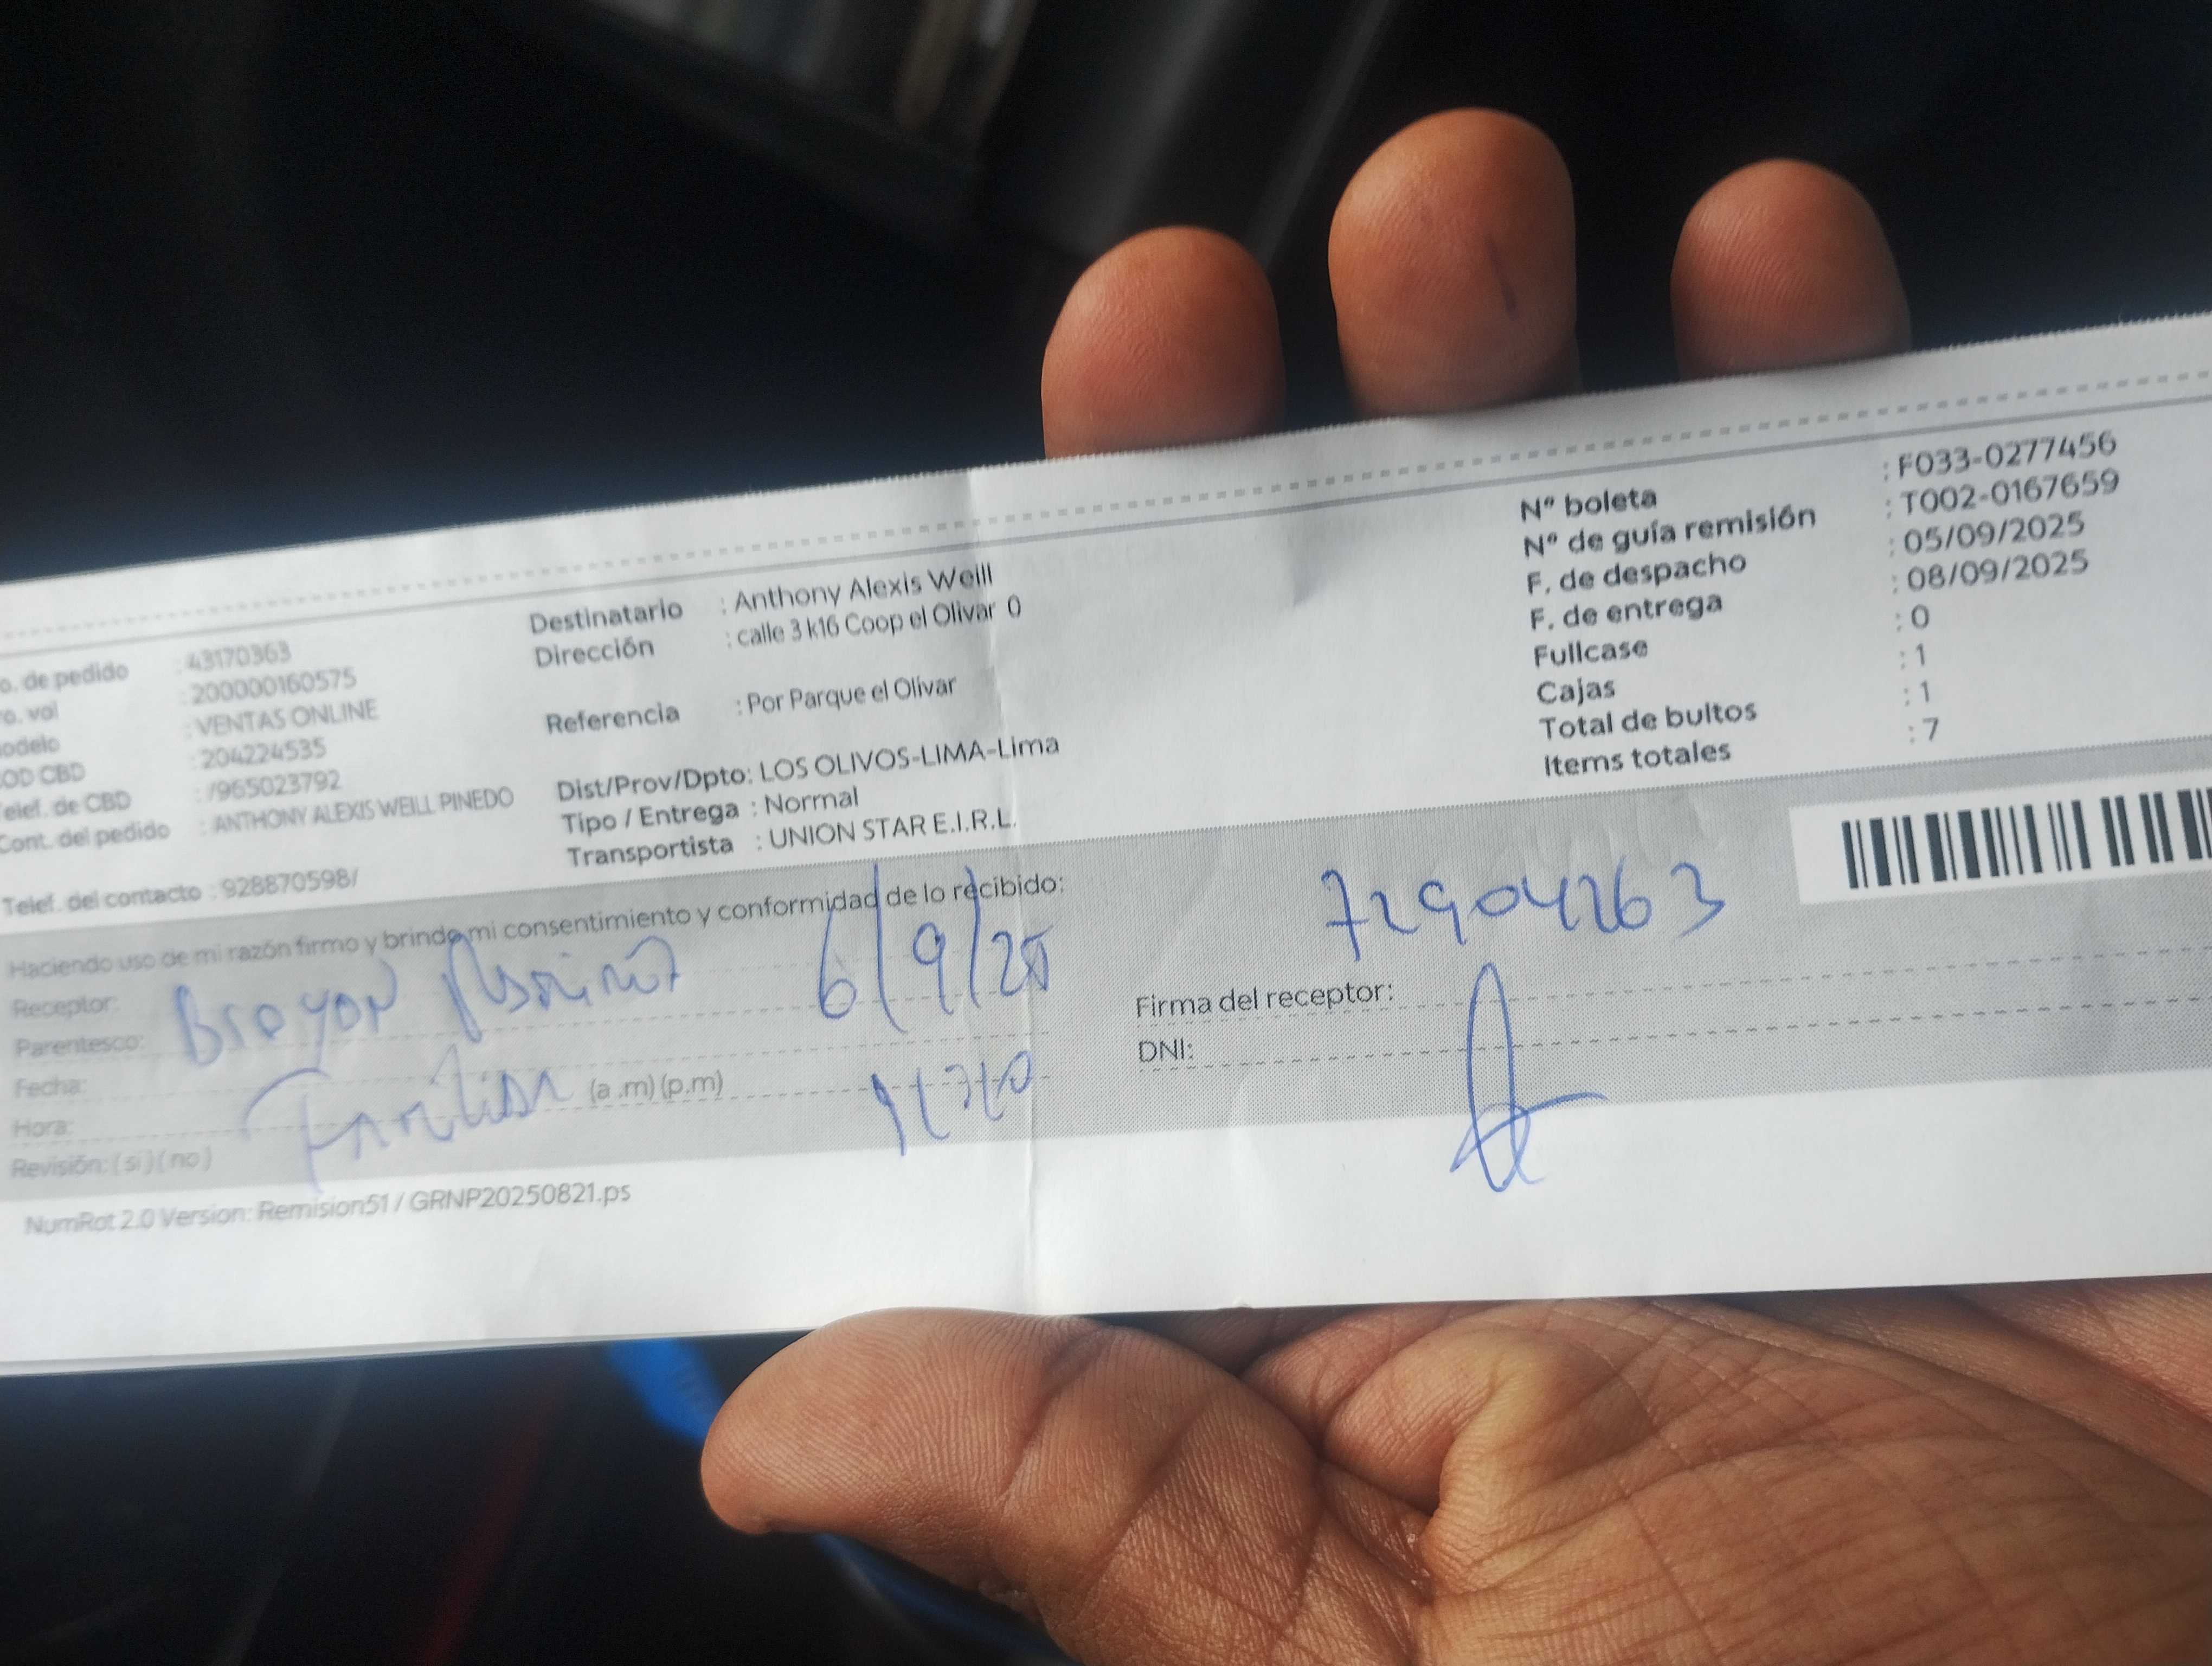 o. de pedido : 43170363
ro. val : 200000160575
odelo : VENTAS ONLINE
OD CBD : 204224535
Telef. de CBD : /965023792
Cont. del pedido : ANTHONY ALEXIS WEILL PINEDO
Telef. del contacto : 928870598/
Destinatario : Anthony Alexis Weill
Dirección : calle 3 k16 Coop el Olivar 0
Referencia : Por Parque el Olivar
Dist/Prov/Dpto: LOS OLIVOS-LIMA-Lima
Tipo / Entrega : Normal
Transportista : UNION STAR E.I.R.L.
Nº boleta : F033-0277456
Nº de guía remisión : T002-0167659
F. de despacho : 05/09/2025
F. de entrega : 08/09/2025
Fullcase : 0
Cajas : 1
Total de bultos : 1
Items totales : 7
Haciendo uso de mi razón firmo y brindo mi consentimiento y conformidad de lo recibido:
Receptor:
Parentesco:
Fecha:
Hora: (a .m) (p.m)
Revisión: ( si ) ( no )
Brayan
6/9/25
72904263
Firma del receptor:
DNI:
NumRot 2.0 Version: Remision51 / GRNP20250821.ps